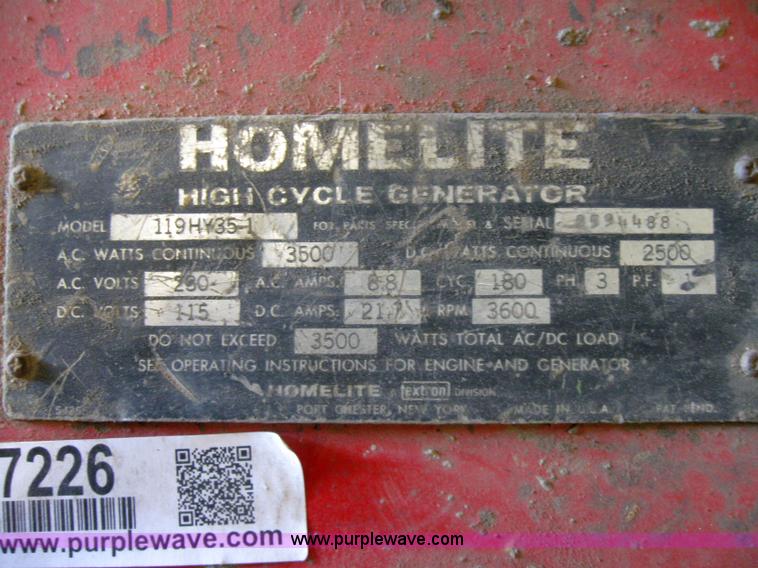 HOMELITE
HIGH CYCLE GENERATOR
MODEL 119HY35-1 FOR PARTS SPEC. & SERIAL
A.C. WATTS CONTINUOUS 3500 D.C. WATTS CONTINUOUS 2500
A.C. VOLTS 230 A.C. AMPS. 8.8 CYC. 180 PH. 3 P.F. 1
D.C. VOLTS 115 D.C. AMPS. 21.7 RPM 3600
DO NOT EXCEED 3500 WATTS TOTAL AC/DC LOAD
SEE OPERATING INSTRUCTIONS FOR ENGINE AND GENERATOR
HOMELITE A textron DIVISION
PORT CHESTER, NEW YORK MADE IN U.S.A. PAT. PEND.
7226
www.purplewave.com
www.purplewave.com